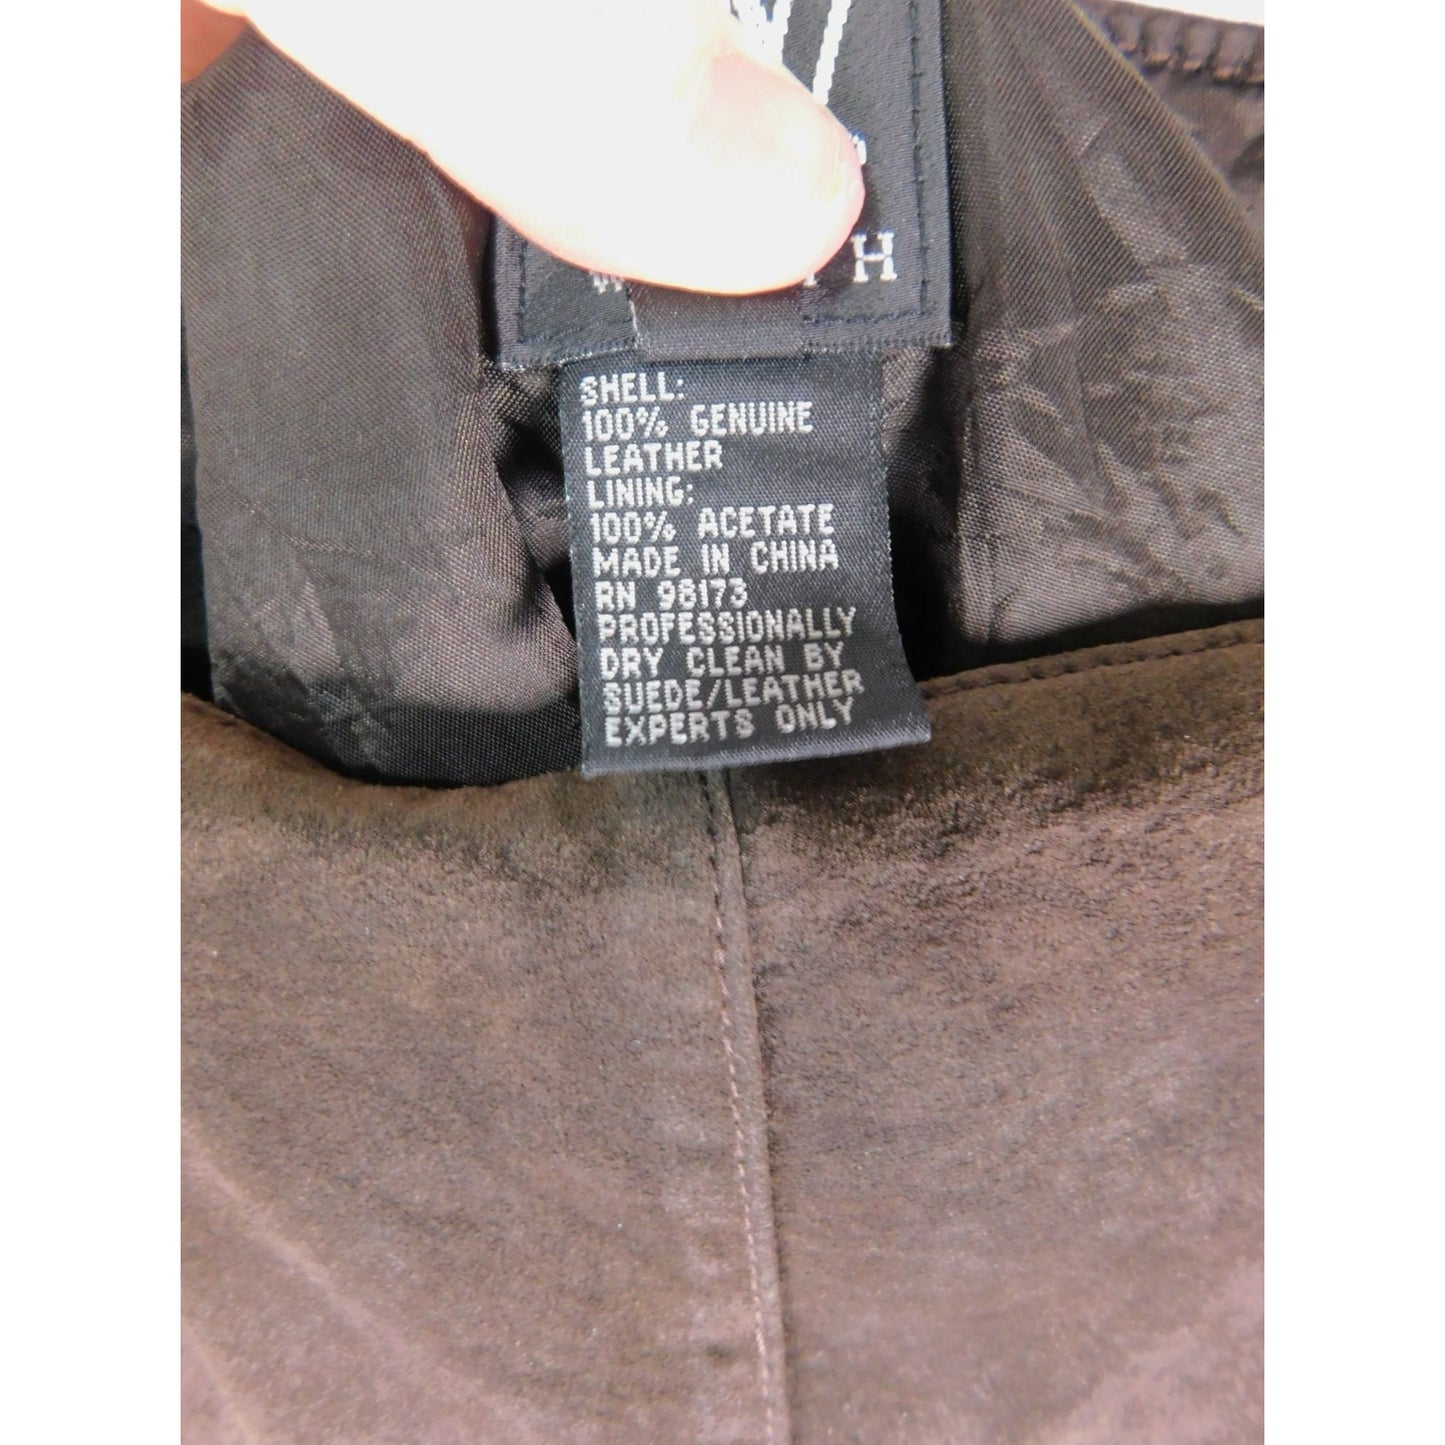 SHELL:
100% GENUINE
LEATHER
LINING:
100% ACETATE
MADE IN CHINA
RN 98173
PROFESSIONALLY
DRY CLEAN BY
SUEDE/LEATHER
EXPERTS ONLY